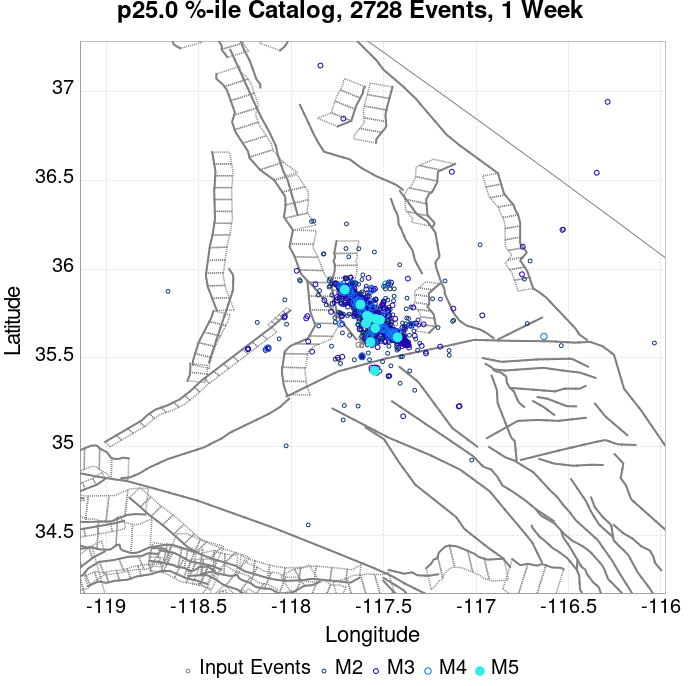 p25.0 %-ile Catalog, 2728 Events, 1 Week
37
36.5
36
35.5
35
34.5
Latitude
-119 -118.5 -118 -117.5 -117 -116.5 -116
Longitude
Input Events M2 M3 M4 M5